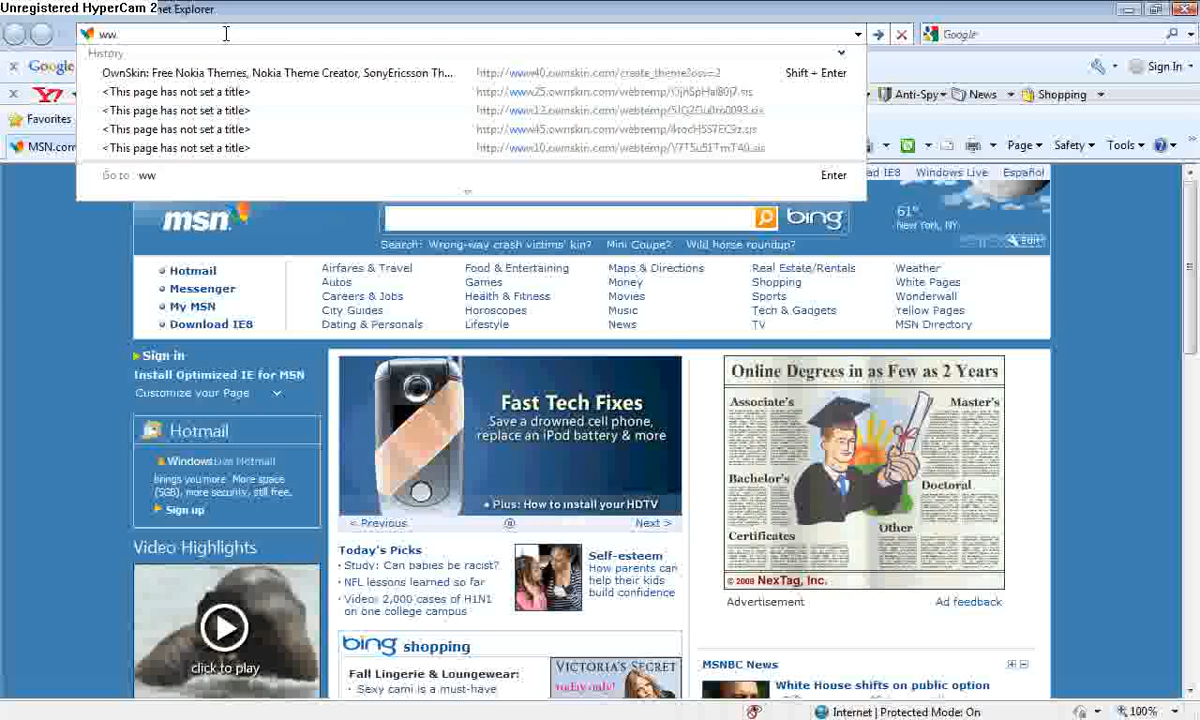 Unregistered HyperCam 2
net Explorer
ww.
Google
History
OwnSkin: Free Nokia Themes, Nokia Theme Creator, SonyEricsson Th... http://www40.ownskin.com/create_theme?osv=2 Shift + Enter
<This page has not set a title>
<This page has not set a title>
<This page has not set a title>
<This page has not set a title>
Go to ww Enter
Google
Sign In
Anti-Spy
News
Shopping
Favorites
MSN.com
Page
Safety
Tools
ad IE8 Windows Live Español
msn
bing
61°
New York, NY
Edit
Search: Wrong-way crash victims' kin? Mini Coupe? Wild horse roundup?
Hotmail
Messenger
My MSN
Download IE8
Airfares & Travel
Autos
Careers & Jobs
City Guides
Dating & Personals
Food & Entertaining
Games
Health & Fitness
Horoscopes
Lifestyle
Maps & Directions
Money
Movies
Music
News
Real Estate/Rentals
Shopping
Sports
Tech & Gadgets
TV
Weather
White Pages
Wonderwall
Yellow Pages
MSN Directory
Sign in
Install Optimized IE for MSN
Customize your Page
Hotmail
Windows Live Hotmail
brings you more. More space
(5GB), more security, still free.
Sign up
Video Highlights
click to play
Fast Tech Fixes
Save a drowned cell phone,
replace an iPod battery & more
Plus: How to install your HDTV
< Previous
Next >
Today's Picks
· Study: Can babies be racist?
· NFL lessons learned so far
· Video: 2,000 cases of H1N1
on one college campus
Self-esteem
How parents can
help their kids
build confidence
bing shopping
Fall Lingerie & Loungewear:
· Sexy cami is a must-have
VICTORIA'S SECRET
today only!
Online Degrees in as Few as 2 Years
Associate's
Master's
Bachelor's
Doctoral
Other
Certificates
© 2008 NexTag, Inc.
Advertisement
Ad feedback
MSNBC News
White House shifts on public option
Internet | Protected Mode: On
100%